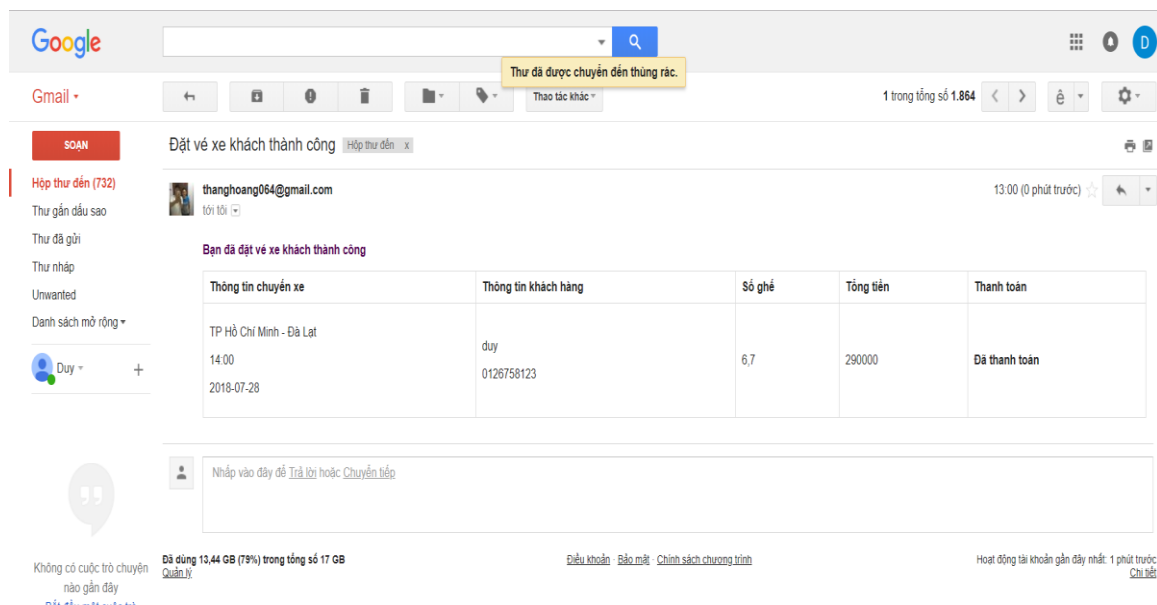 Google
Thư đã được chuyển đến thùng rác.
D
Gmail
Thao tác khác
1 trong tổng số 1.864
ê
SOẠN
Đặt vé xe khách thành công
Hộp thư đến x
Hộp thư đến (732)
thanghoang064@gmail.com
13:00 (0 phút trước)
Thư gắn dấu sao
tới tôi
Thư đã gửi
Bạn đã đặt vé xe khách thành công
Thư nháp
Thông tin chuyến xe
Thông tin khách hàng
Số ghế
Tổng tiền
Thanh toán
Unwanted
Danh sách mở rộng
TP Hồ Chí Minh - Đà Lạt
14:00
2018-07-28
duy
0126758123
6,7
290000
Đã thanh toán
Duy
+
Nhấp vào đây để Trả lời hoặc Chuyển tiếp
Không có cuộc trò chuyện
nào gần đây
Bắt đầu một cuộc trò
Đã dùng 13,44 GB (79%) trong tổng số 17 GB
Quản lý
Điều khoản - Bảo mật - Chính sách chương trình
Hoạt động tài khoản gần đây nhất: 1 phút trước
Chi tiết